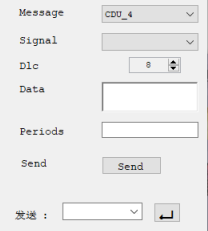 Message CDU_4
Signal
Dlc 8
Data
Periods
Send Send
发送 :